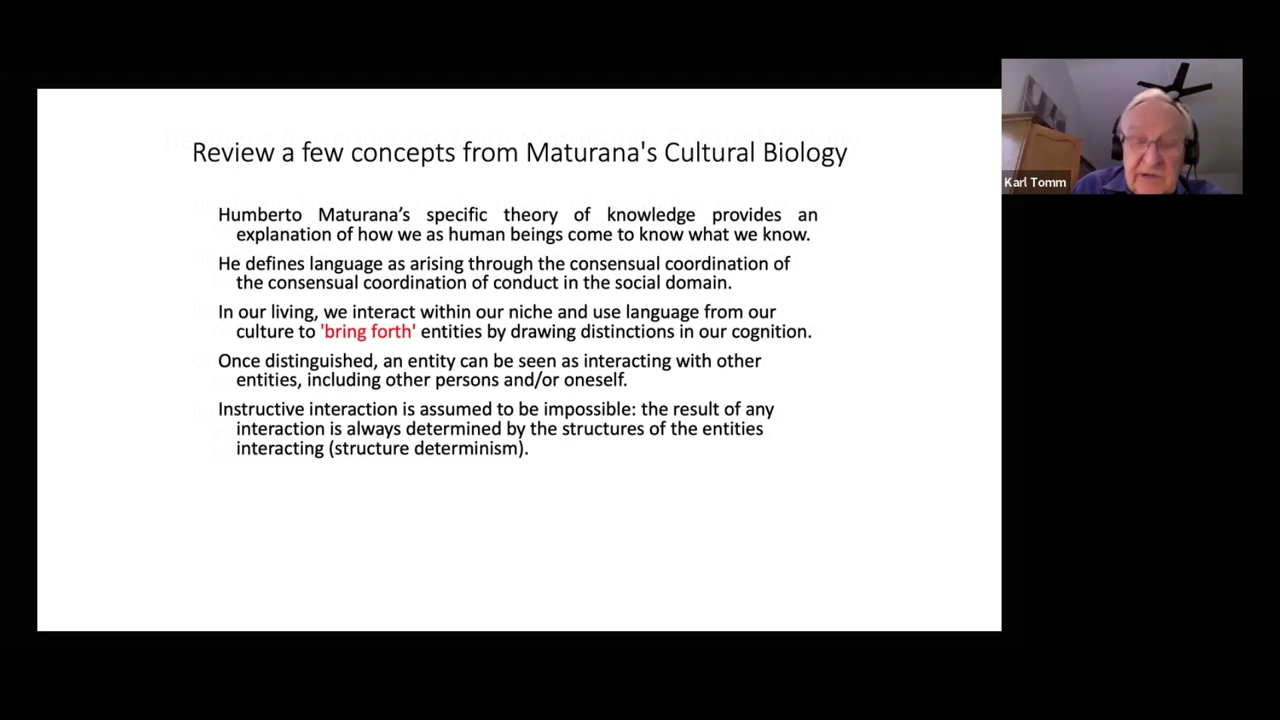 Review a few concepts from Maturana's Cultural Biology
Humberto Maturana’s specific theory of knowledge provides an
explanation of how we as human beings come to know what we know.
He defines language as arising through the consensual coordination of
the consensual coordination of conduct in the social domain.
In our living, we interact within our niche and use language from our
culture to 'bring forth' entities by drawing distinctions in our cognition.
Once distinguished, an entity can be seen as interacting with other
entities, including other persons and/or oneself.
Instructive interaction is assumed to be impossible: the result of any
interaction is always determined by the structures of the entities
interacting (structure determinism).
Karl Tomm